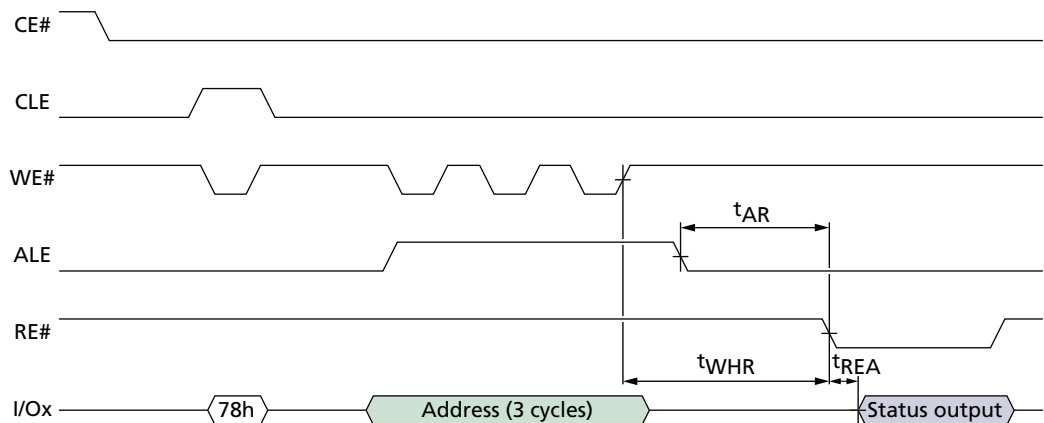 CE#
CLE
WE#
tAR
ALE
RE#
tWHR tREA
I/Ox 78h Address (3 cycles) Status output